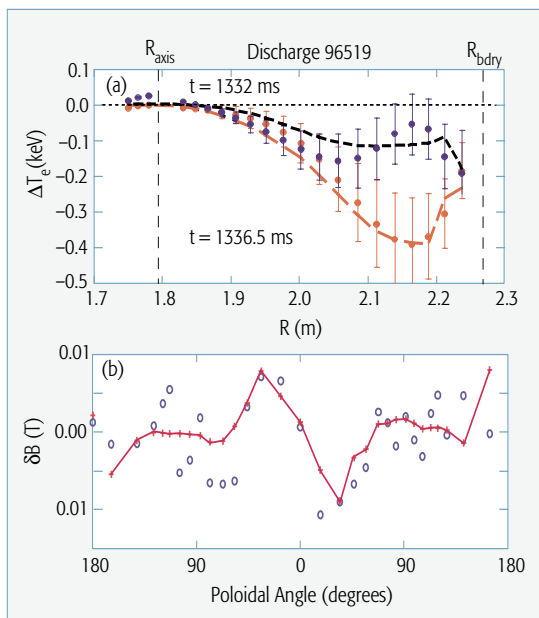 R_axis Discharge 96519 R_bdry
(a) t = 1332 ms
t = 1336.5 ms
ΔT_e(keV)
0.1
0.0
−0.1
−0.2
−0.3
−0.4
−0.5
1.7 1.8 1.9 2.0 2.1 2.2 2.3
R (m)
(b)
δB (T)
0.01
0.00
0.01
180 90 0 90 180
Poloidal Angle (degrees)